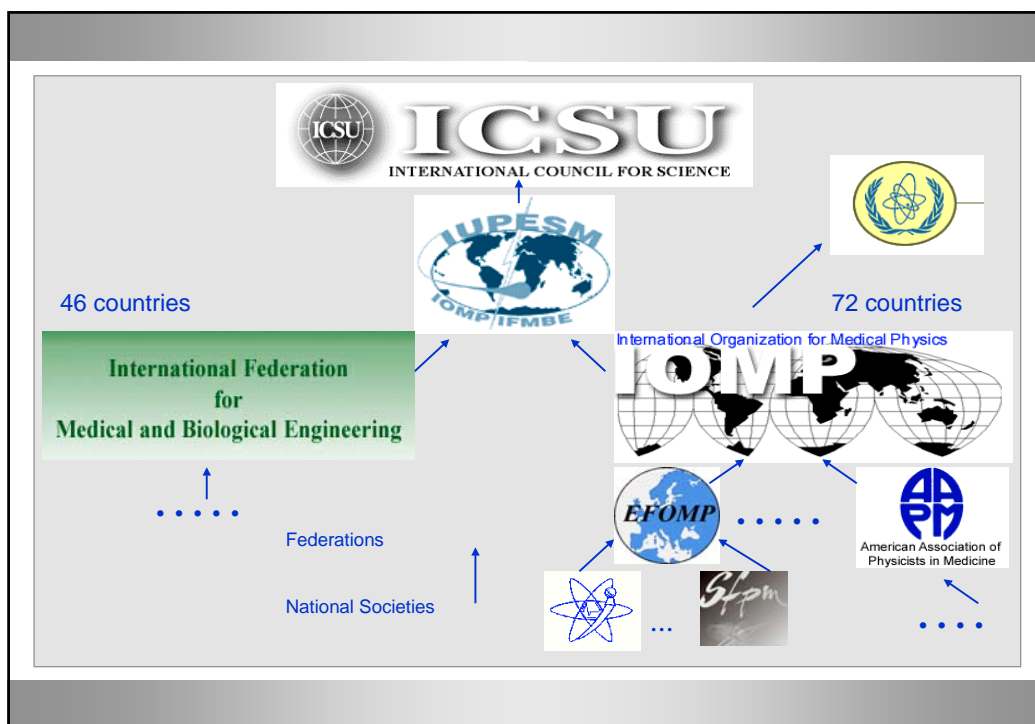 ICSU
ICSU
INTERNATIONAL COUNCIL FOR SCIENCE
IUPESM
IOMP/IFMBE
46 countries
72 countries
International Federation
for
Medical and Biological Engineering
International Organization for Medical Physics
IOMP
EFOMP
• • • • •
• • • • •
AAPM
American Association of
Physicists in Medicine
Federations
National Societies
...
Sfpm
• • • •